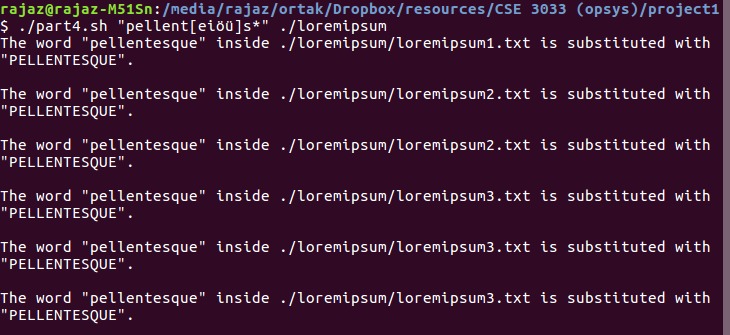 rajaz@rajaz-M51Sn:/media/rajaz/ortak/Dropbox/resources/CSE 3033 (opsys)/project1
$ ./part4.sh "pellent[eiöü]s*" ./loremipsum
The word "pellentesque" inside ./loremipsum/loremipsum1.txt is substituted with
"PELLENTESQUE".
The word "pellentesque" inside ./loremipsum/loremipsum2.txt is substituted with
"PELLENTESQUE".
The word "pellentesque" inside ./loremipsum/loremipsum2.txt is substituted with
"PELLENTESQUE".
The word "pellentesque" inside ./loremipsum/loremipsum3.txt is substituted with
"PELLENTESQUE".
The word "pellentesque" inside ./loremipsum/loremipsum3.txt is substituted with
"PELLENTESQUE".
The word "pellentesque" inside ./loremipsum/loremipsum3.txt is substituted with
"PELLENTESQUE".